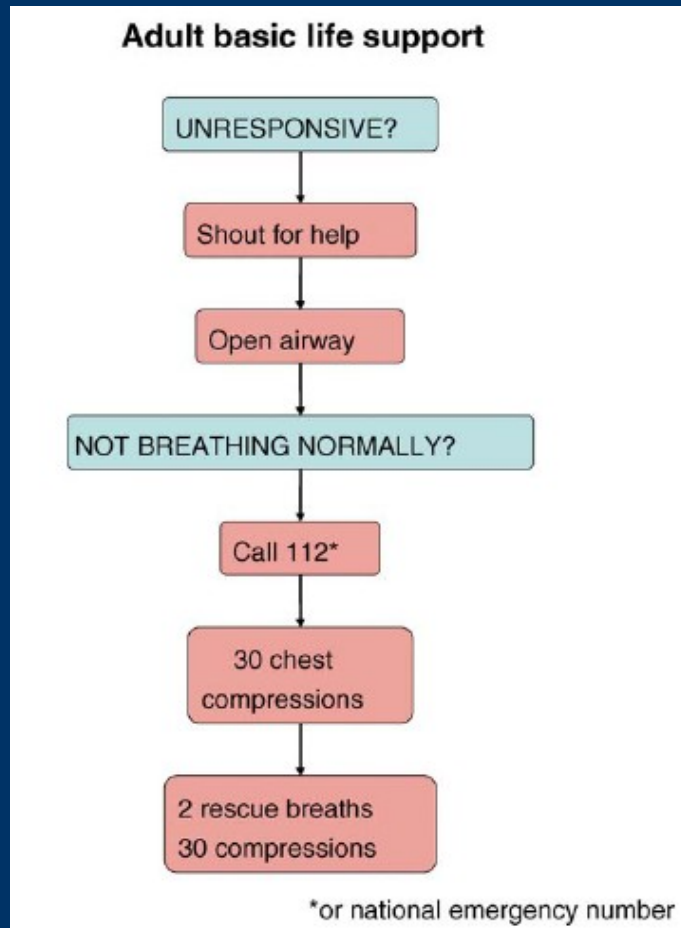 Adult basic life support
UNRESPONSIVE?
Shout for help
Open airway
NOT BREATHING NORMALLY?
Call 112*
30 chest
compressions
2 rescue breaths
30 compressions
*or national emergency number